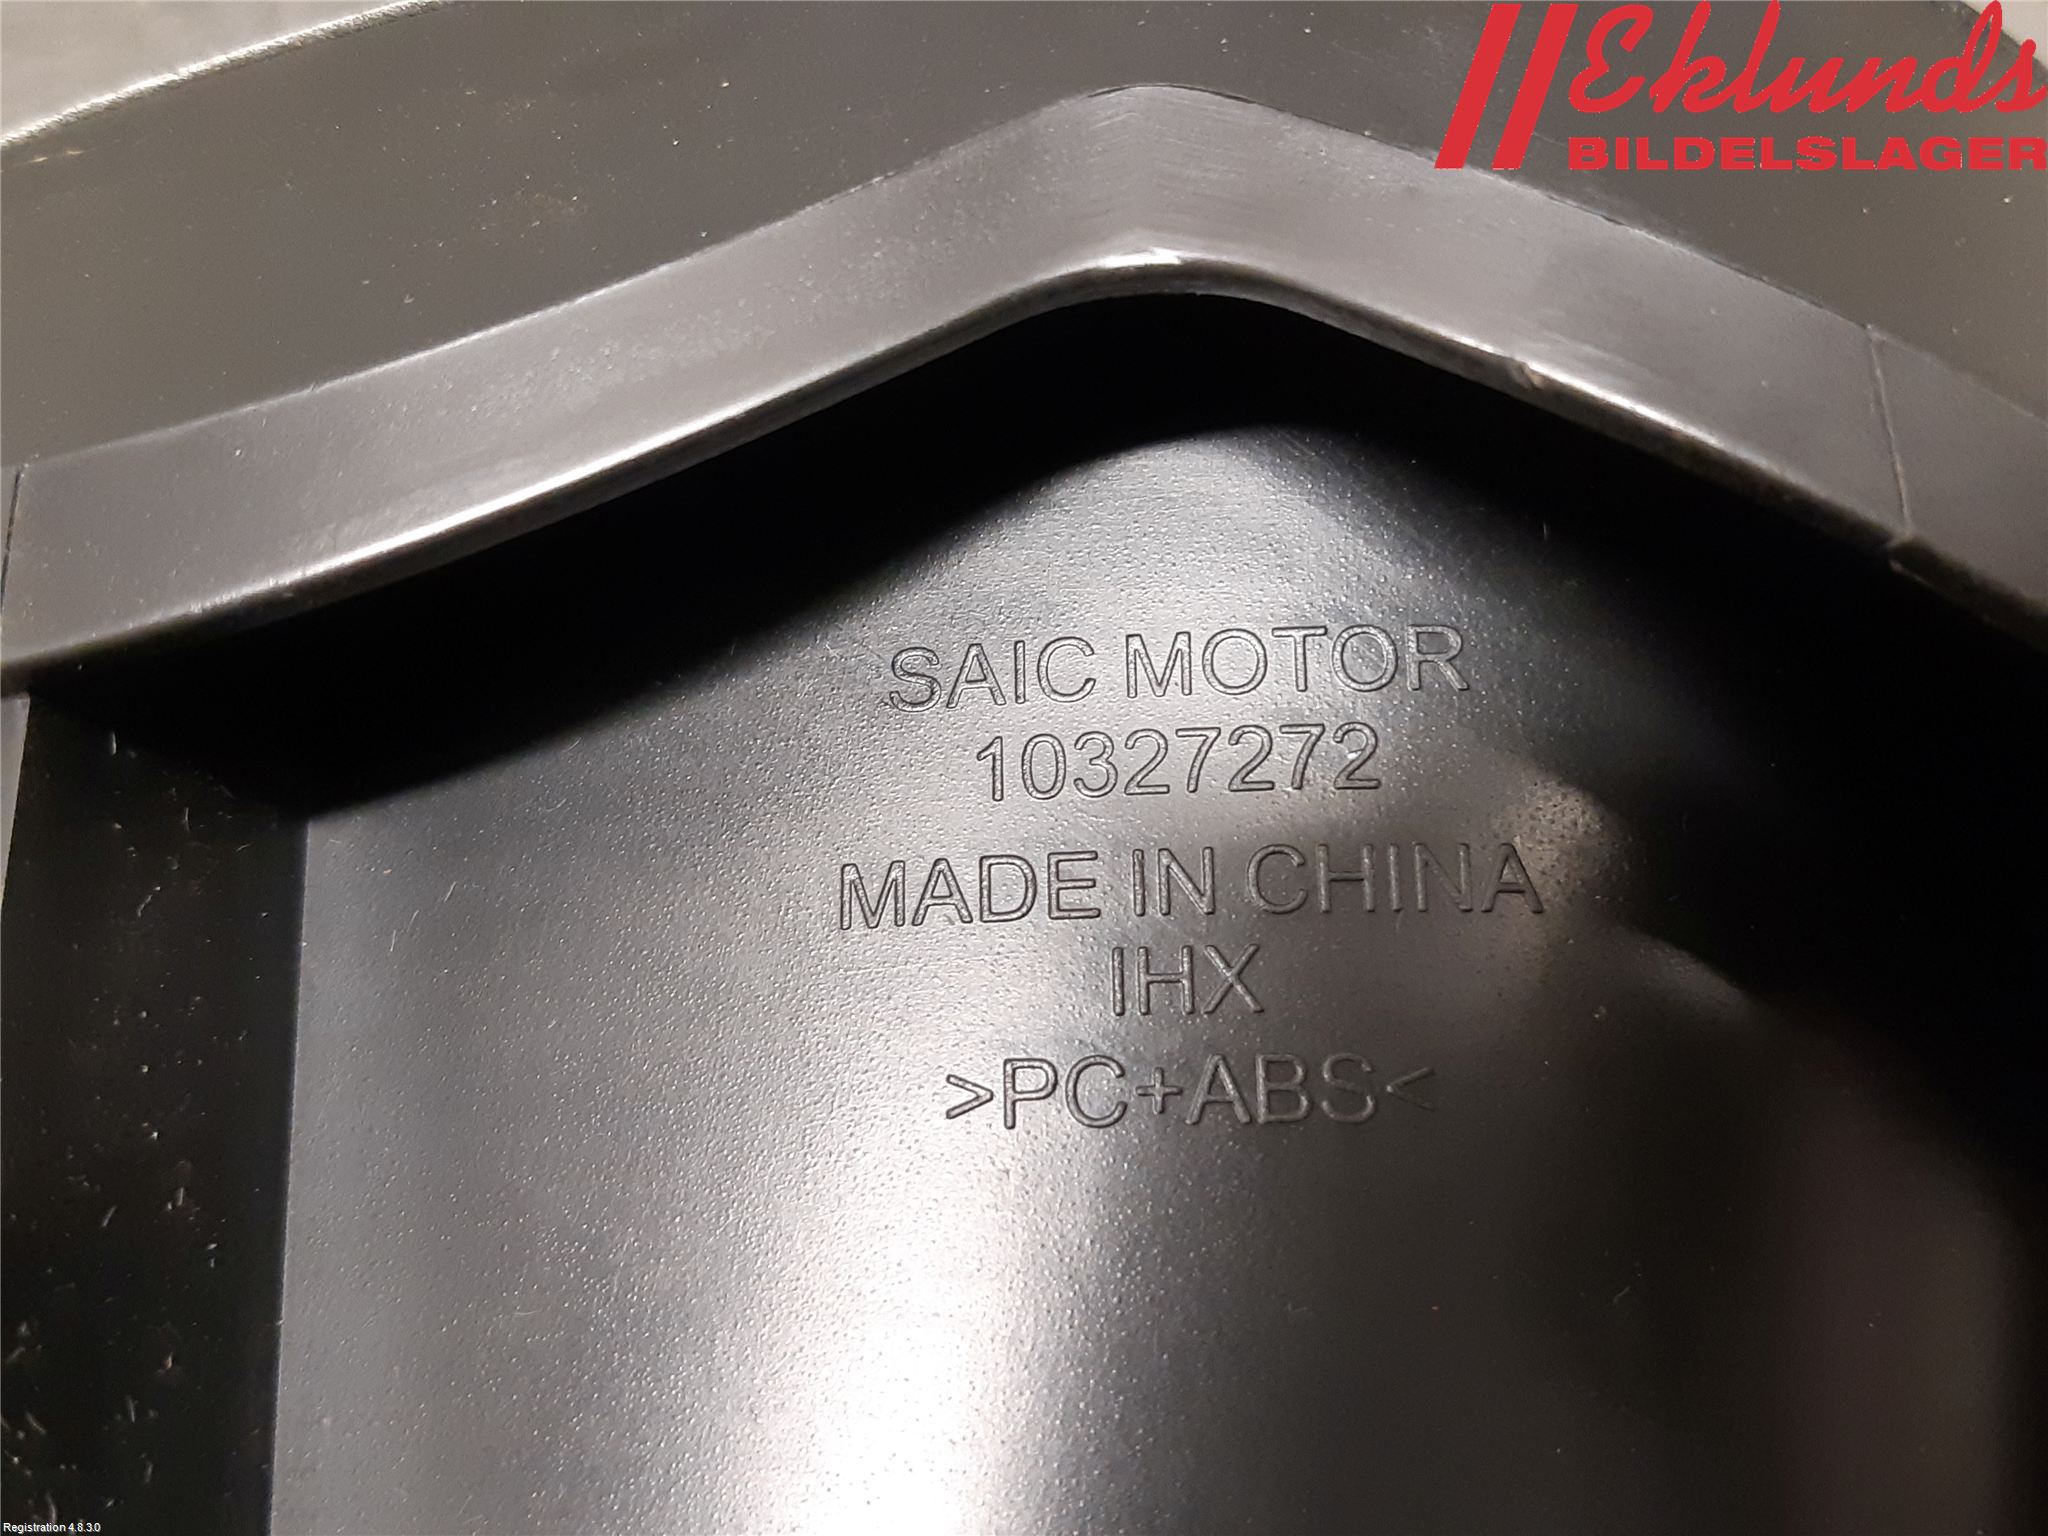 Eklunds
BILDELSLAGER
SAIC MOTOR
10327272
MADE IN CHINA
IHX
>PC+ABS<
Registration 4.8.3.0